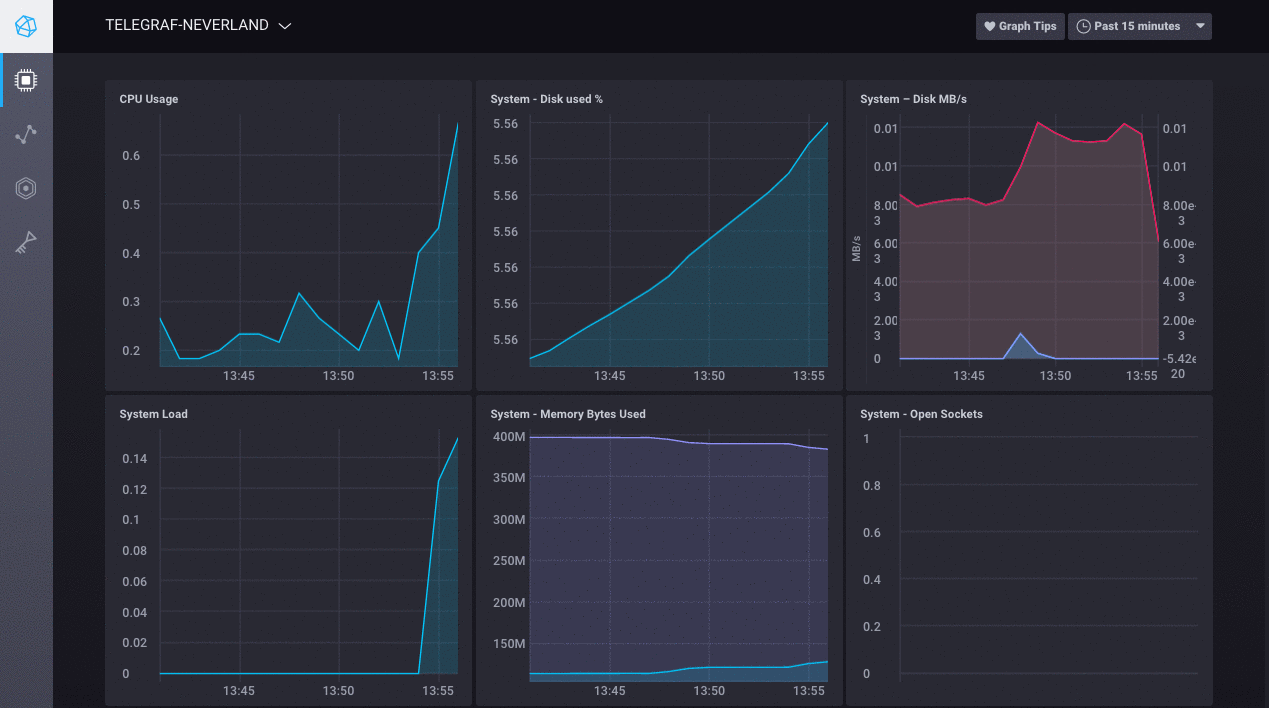 TELEGRAF-NEVERLAND
Graph Tips
Past 15 minutes
CPU Usage
0.6
0.5
0.4
0.3
0.2
13:45 13:50 13:55
System - Disk used %
5.56
5.56
5.56
5.56
5.56
5.56
5.56
13:45 13:50 13:55
System – Disk MB/s
MB/s
0.01
0.01
8.00
3
6.00
3
4.00
3
2.00
3
0
0.01
0.01
8.00e-
3
6.00e-
3
4.00e-
3
2.00e-
3
-5.42e
20
13:45 13:50 13:55
System Load
0.14
0.12
0.1
0.08
0.06
0.04
0.02
0
13:45 13:50 13:55
System - Memory Bytes Used
400M
350M
300M
250M
200M
150M
13:45 13:50 13:55
System - Open Sockets
1
0.8
0.6
0.4
0.2
0